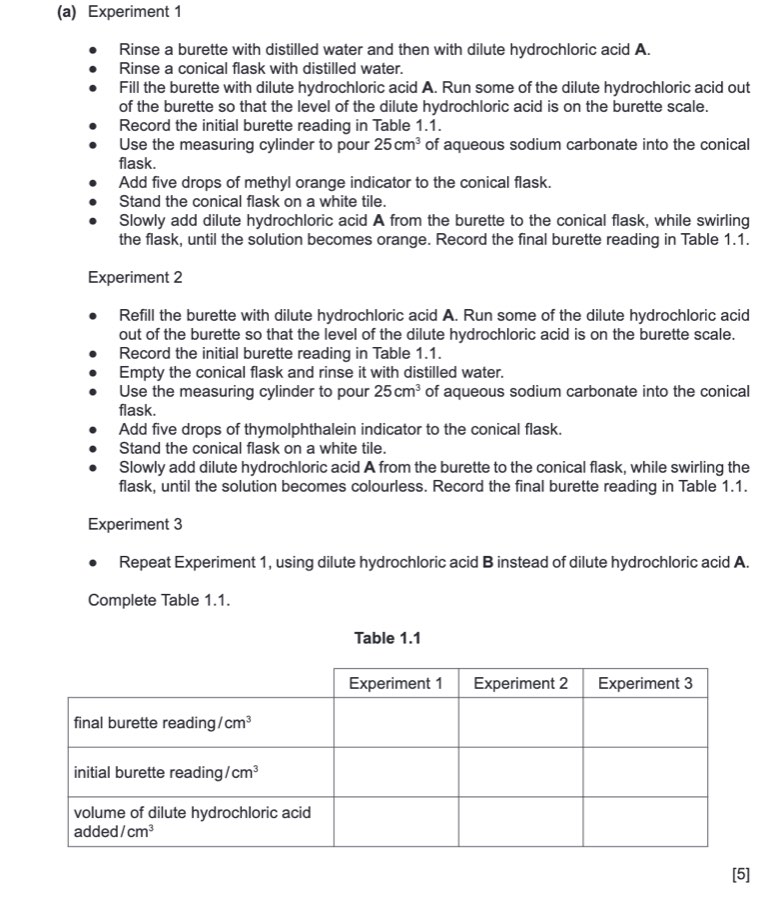 (a) Experiment 1
● Rinse a burette with distilled water and then with dilute hydrochloric acid A.
● Rinse a conical flask with distilled water.
● Fill the burette with dilute hydrochloric acid A. Run some of the dilute hydrochloric acid out
of the burette so that the level of the dilute hydrochloric acid is on the burette scale.
● Record the initial burette reading in Table 1.1.
● Use the measuring cylinder to pour 25 cm³ of aqueous sodium carbonate into the conical
flask.
● Add five drops of methyl orange indicator to the conical flask.
● Stand the conical flask on a white tile.
● Slowly add dilute hydrochloric acid A from the burette to the conical flask, while swirling
the flask, until the solution becomes orange. Record the final burette reading in Table 1.1.
Experiment 2
● Refill the burette with dilute hydrochloric acid A. Run some of the dilute hydrochloric acid
out of the burette so that the level of the dilute hydrochloric acid is on the burette scale.
● Record the initial burette reading in Table 1.1.
● Empty the conical flask and rinse it with distilled water.
● Use the measuring cylinder to pour 25 cm³ of aqueous sodium carbonate into the conical
flask.
● Add five drops of thymolphthalein indicator to the conical flask.
● Stand the conical flask on a white tile.
● Slowly add dilute hydrochloric acid A from the burette to the conical flask, while swirling the
flask, until the solution becomes colourless. Record the final burette reading in Table 1.1.
Experiment 3
● Repeat Experiment 1, using dilute hydrochloric acid B instead of dilute hydrochloric acid A.
Complete Table 1.1.
Table 1.1
Experiment 1 Experiment 2 Experiment 3
final burette reading / cm³
initial burette reading / cm³
volume of dilute hydrochloric acid
added / cm³
[5]